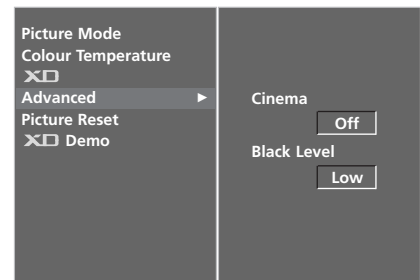 Picture Mode
Colour Temperature
XD
Advanced ►
Picture Reset
XD Demo
Cinema
Off
Black Level
Low